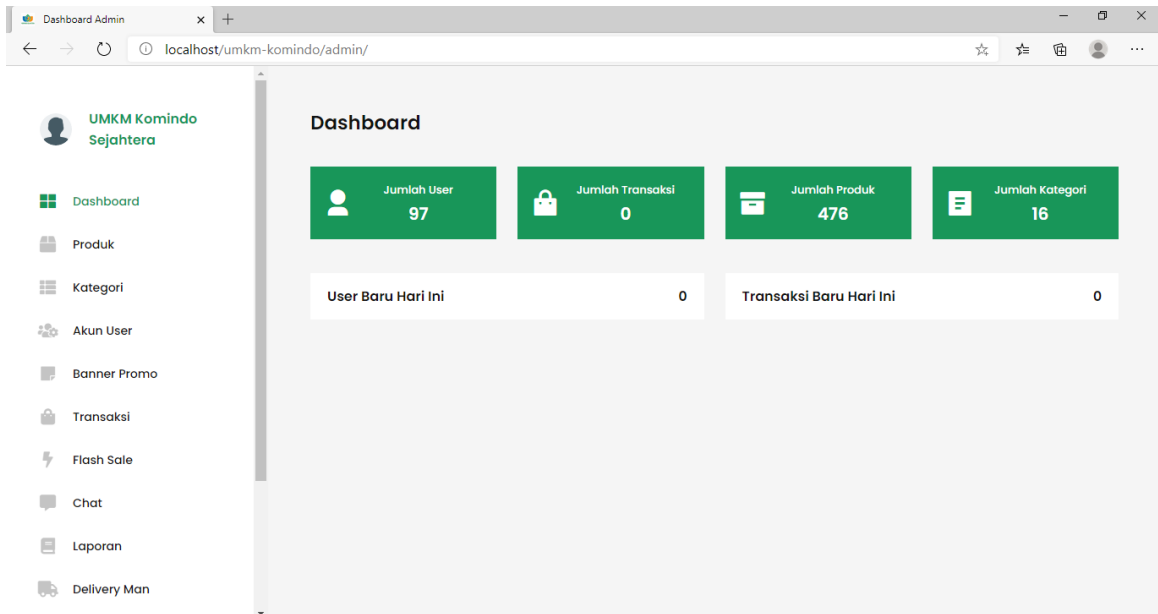 Dashboard Admin
localhost/umkm-komindo/admin/
UMKM Komindo
Sejahtera
Dashboard
Produk
Kategori
Akun User
Banner Promo
Transaksi
Flash Sale
Chat
Laporan
Delivery Man
Dashboard
Jumlah User
97
Jumlah Transaksi
0
Jumlah Produk
476
Jumlah Kategori
16
User Baru Hari Ini 0
Transaksi Baru Hari Ini 0